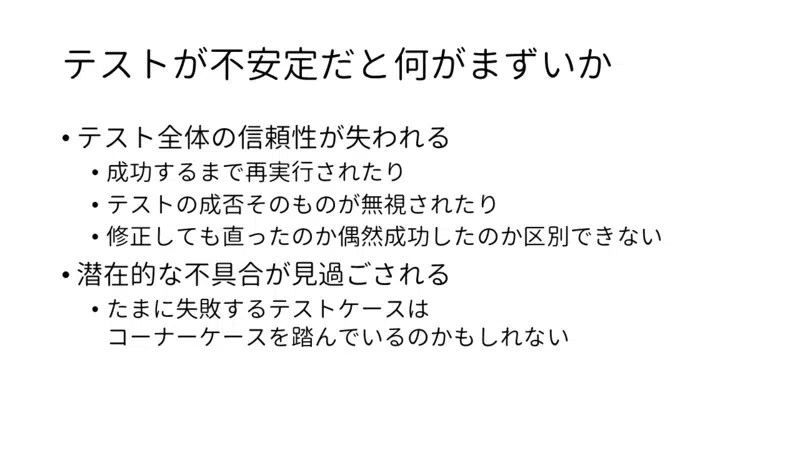 テストが不安定だと何がまずいか
• テスト全体の信頼性が失われる
• 成功するまで再実行されたり
• テストの成否そのものが無視されたり
• 修正しても直ったのか偶然成功したのか区別できない
• 潜在的な不具合が見過ごされる
• たまに失敗するテストケースは
コーナーケースを踏んでいるのかもしれない